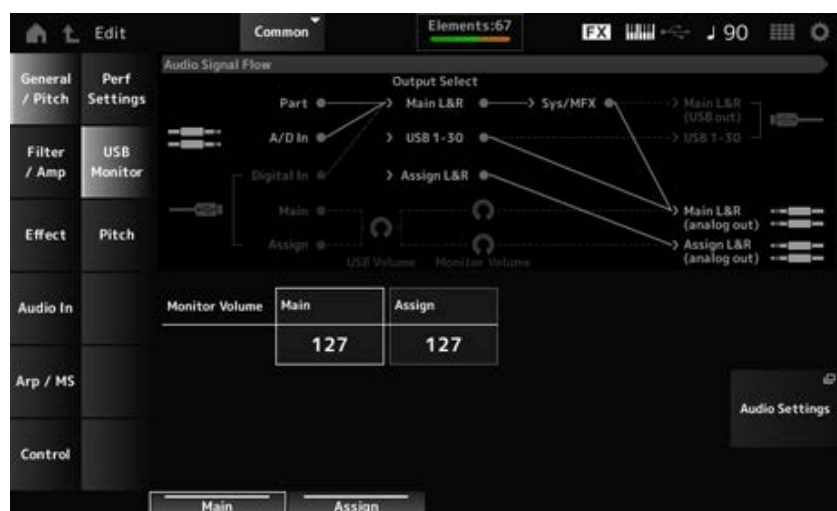 Edit
Common
Elements:67
FX
♩ 90
General / Pitch
Perf Settings
Filter / Amp
USB Monitor
Effect
Pitch
Audio In
Arp / MS
Control
Audio Signal Flow
Output Select
Part
Main L&R
Sys/MFX
Main L&R (USB out)
A/D In
USB 1-30
USB 1-30
Digital In
Assign L&R
Main
Main L&R (analog out)
Assign
Assign L&R (analog out)
USB Volume
Monitor Volume
Monitor Volume
Main
Assign
127
127
Audio Settings
Main
Assign